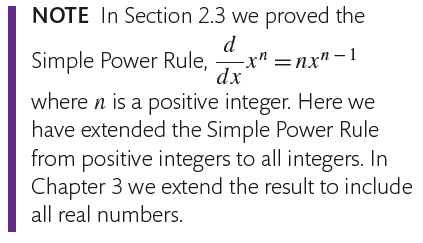 NOTE In Section 2.3 we proved the
Simple Power Rule, d/dx xⁿ = nxⁿ⁻¹
where n is a positive integer. Here we
have extended the Simple Power Rule
from positive integers to all integers. In
Chapter 3 we extend the result to include
all real numbers.